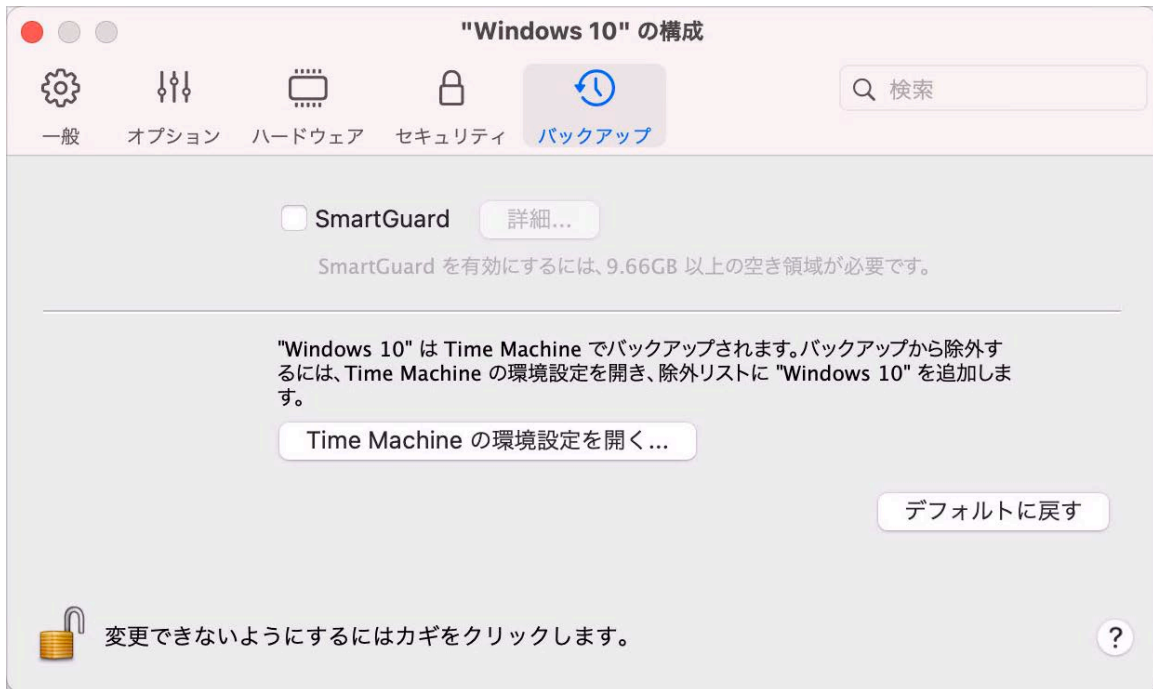 "Windows 10" の構成
一般
オプション
ハードウェア
セキュリティ
バックアップ
検索
SmartGuard
詳細...
SmartGuard を有効にするには、9.66GB 以上の空き領域が必要です。
"Windows 10" は Time Machine でバックアップされます。バックアップから除外す
るには、Time Machine の環境設定を開き、除外リストに "Windows 10" を追加しま
す。
Time Machine の環境設定を開く...
デフォルトに戻す
変更できないようにするにはカギをクリックします。
?